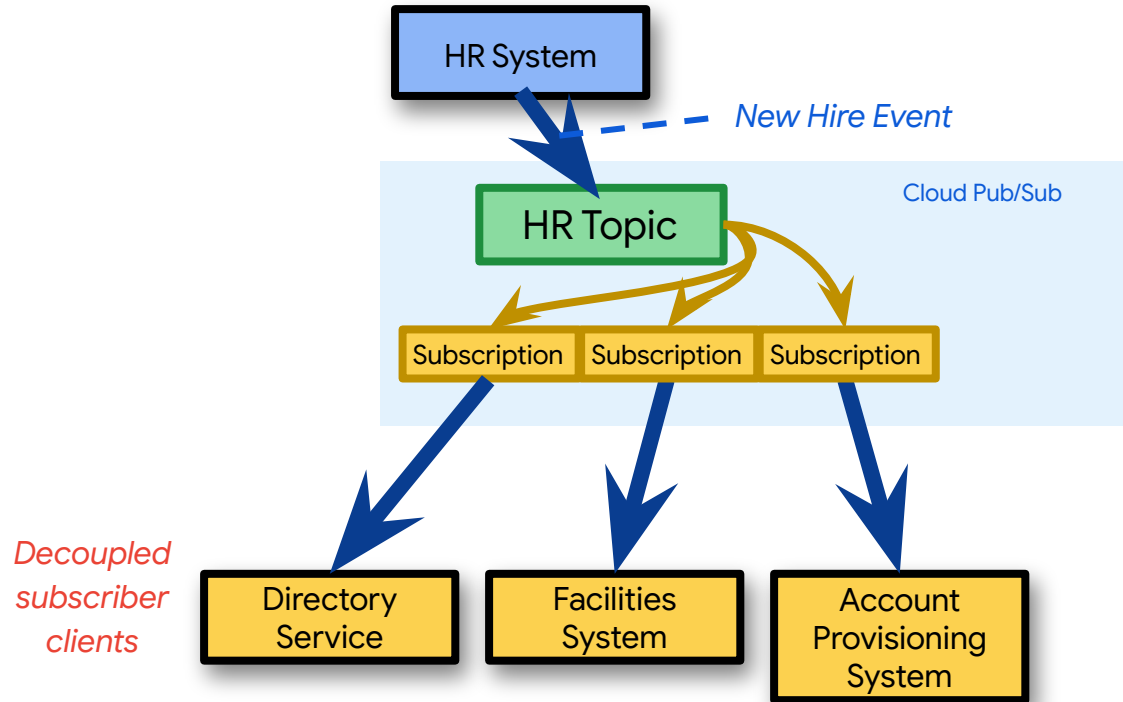 HR System
New Hire Event
Cloud Pub/Sub
HR Topic
Subscription
Subscription
Subscription
Decoupled
subscriber
clients
Directory
Service
Facilities
System
Account
Provisioning
System